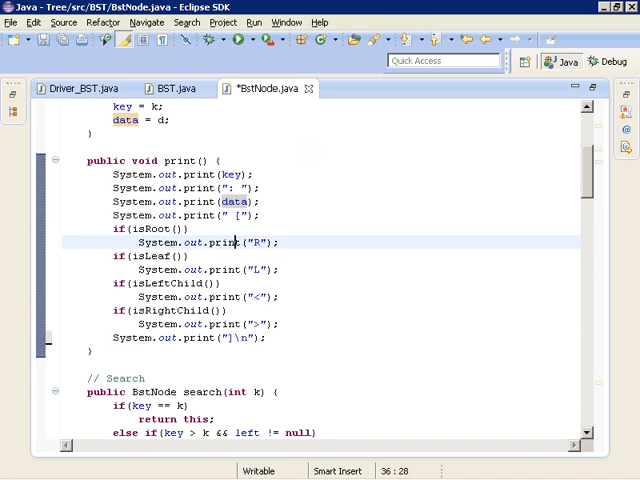 Java - Tree/src/BST/BstNode.java - Eclipse SDK
File Edit Source Refactor Navigate Search Project Run Window Help
Quick Access
Java
Debug
Driver_BST.java
BST.java
*BstNode.java
key = k;
data = d;
}
public void print() {
System.out.print(key);
System.out.print(": ");
System.out.print(data);
System.out.print(" [");
if(isRoot())
System.out.print("R");
if(isLeaf())
System.out.print("L");
if(isLeftChild())
System.out.print("<");
if(isRightChild())
System.out.print(">");
System.out.print("]\n");
}
// Search
public BstNode search(int k) {
if(key == k)
return this;
else if(key > k && left != null)
Writable
Smart Insert
36 : 28